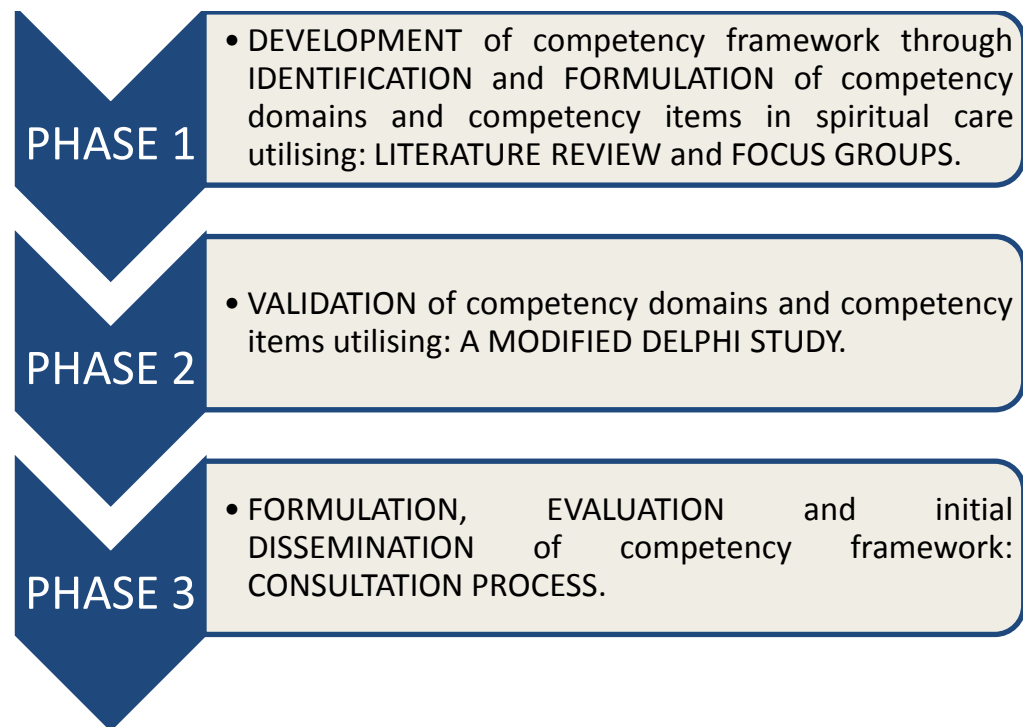 PHASE 1
• DEVELOPMENT of competency framework through
IDENTIFICATION and FORMULATION of competency
domains and competency items in spiritual care
utilising: LITERATURE REVIEW and FOCUS GROUPS.
PHASE 2
• VALIDATION of competency domains and competency
items utilising: A MODIFIED DELPHI STUDY.
PHASE 3
• FORMULATION, EVALUATION and initial
DISSEMINATION of competency framework:
CONSULTATION PROCESS.